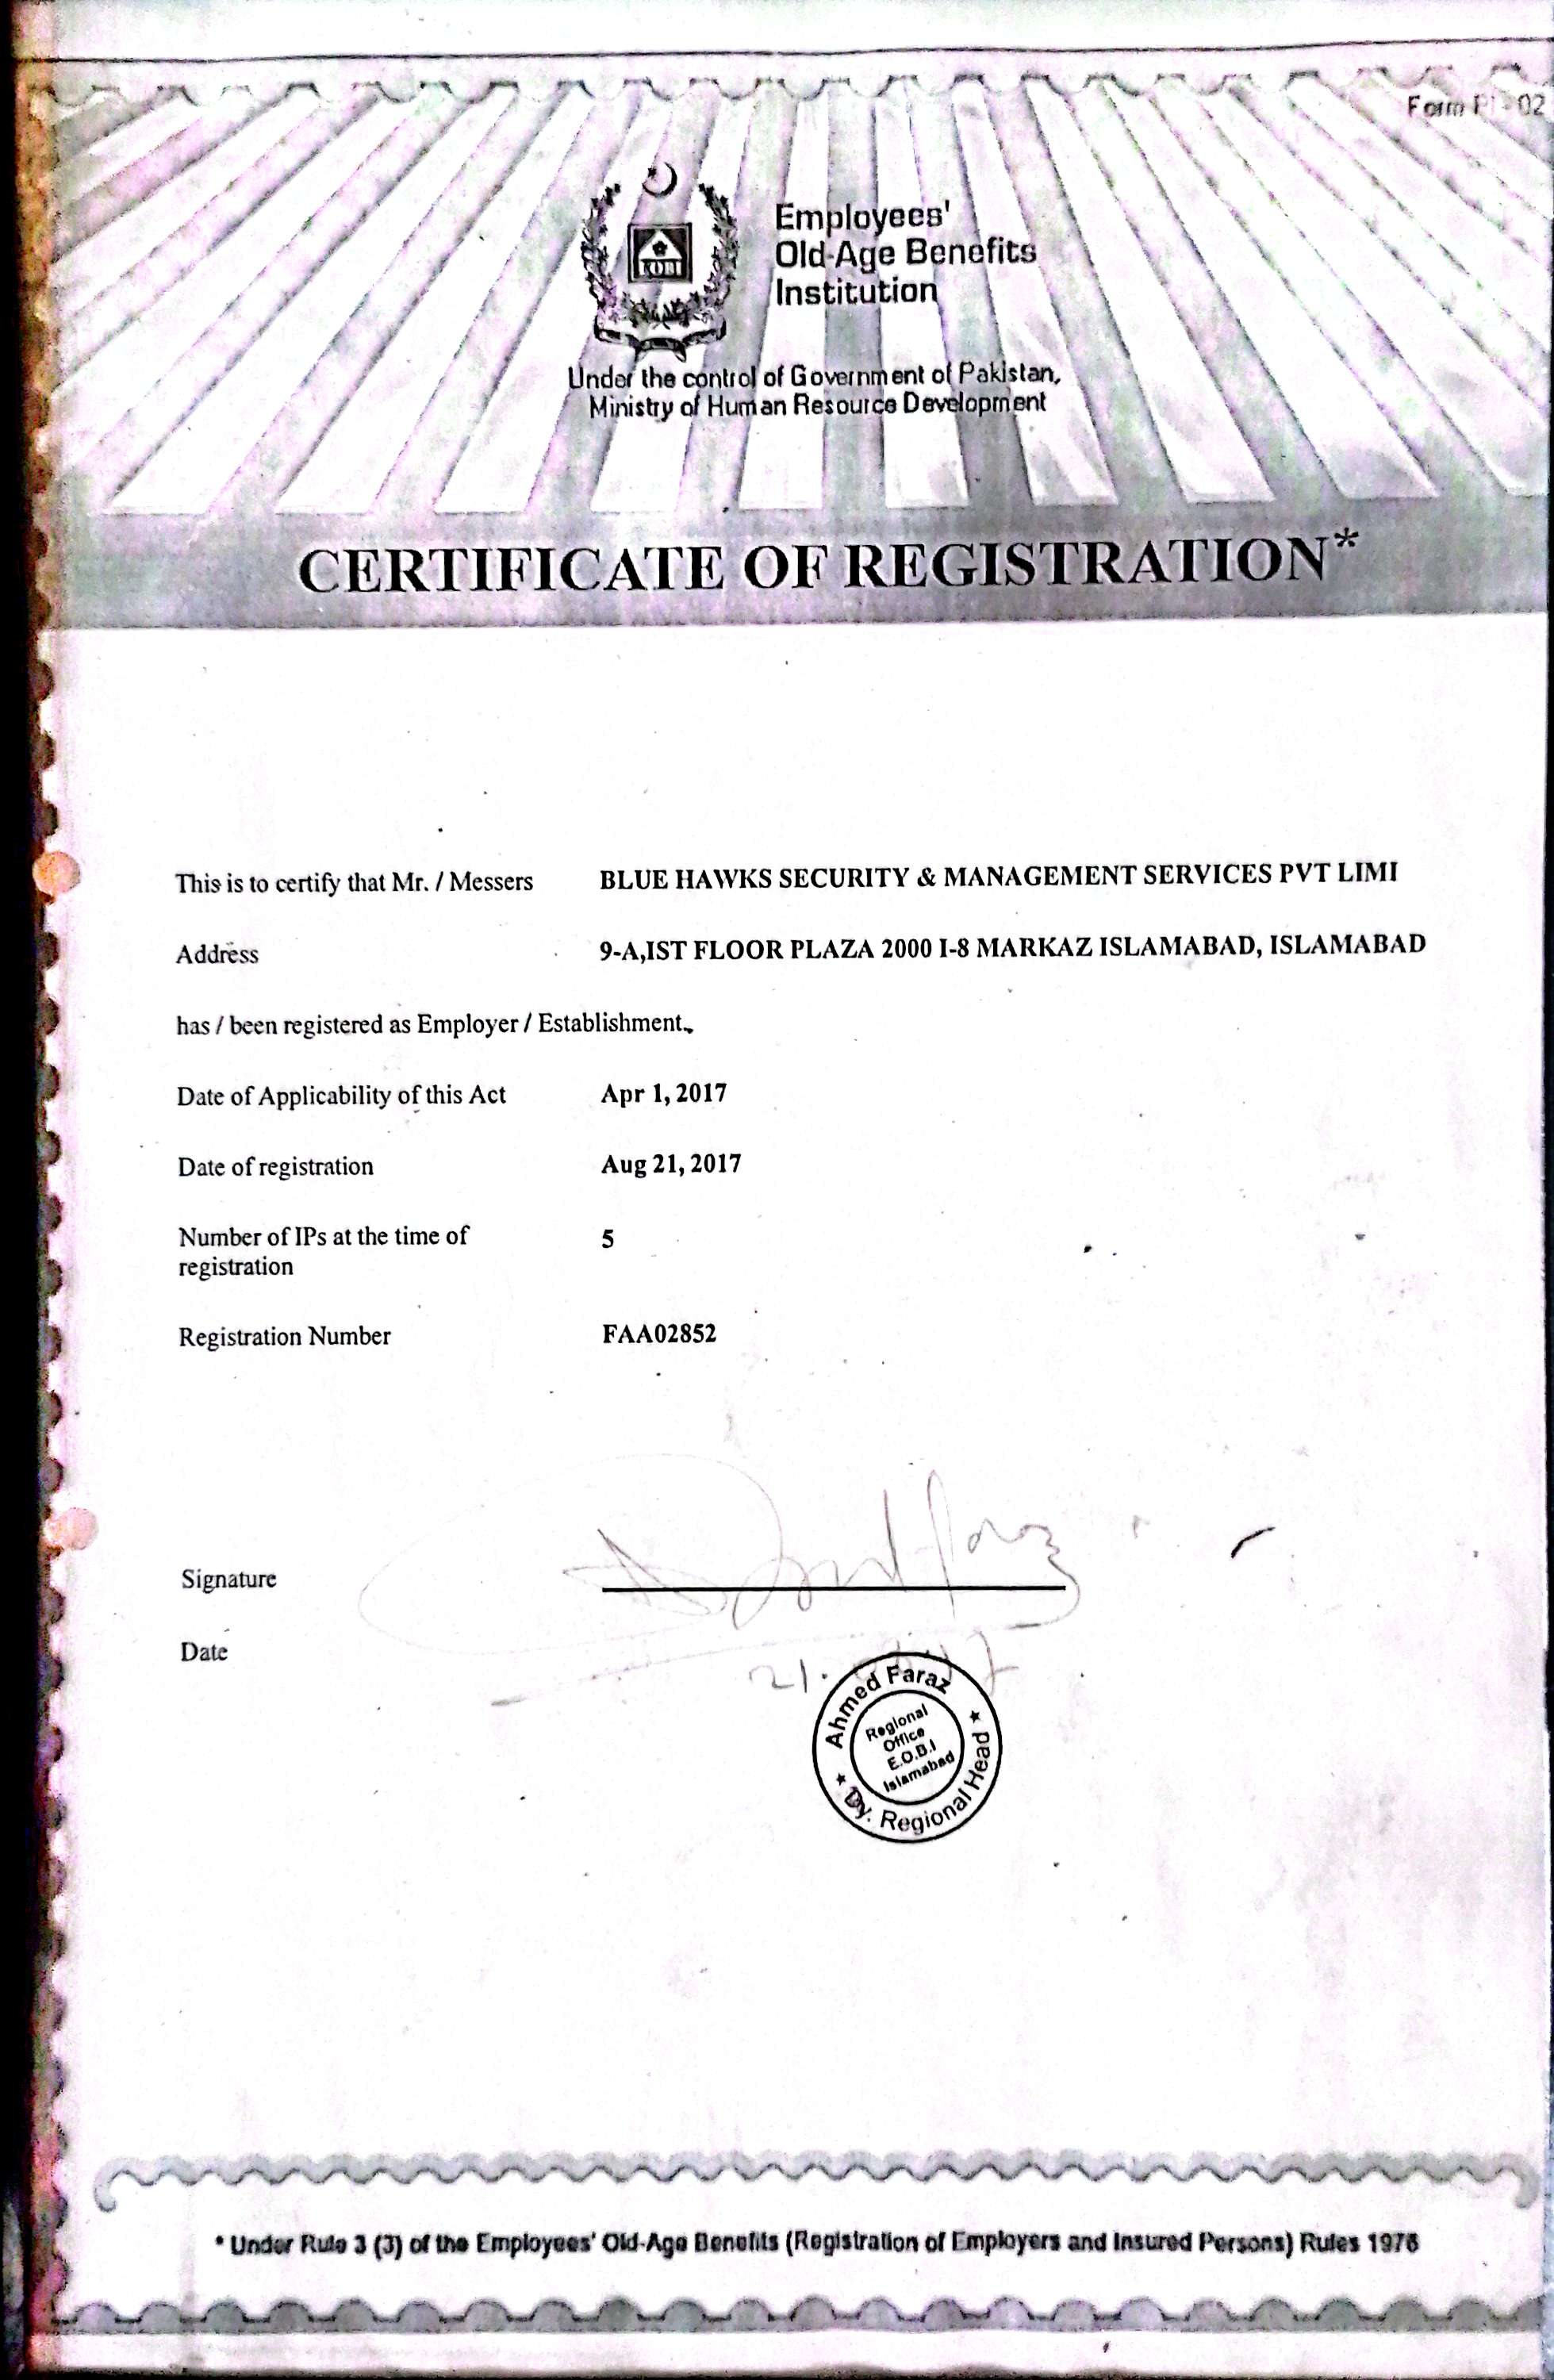 Form PI - 02
EOBI
Employees'
Old-Age Benefits
Institution
Under the control of Government of Pakistan,
Ministry of Human Resource Development
CERTIFICATE OF REGISTRATION*
This is to certify that Mr. / Messers BLUE HAWKS SECURITY & MANAGEMENT SERVICES PVT LIMI
Address 9-A,IST FLOOR PLAZA 2000 I-8 MARKAZ ISLAMABAD, ISLAMABAD
has / been registered as Employer / Establishment.
Date of Applicability of this Act Apr 1, 2017
Date of registration Aug 21, 2017
Number of IPs at the time of 5
registration
Registration Number FAA02852
Signature
Date 21.
Ahmed Faraz
Regional
Office
E.O.B.I
Islamabad
Dy. Regional Head
* Under Rule 3 (3) of the Employees' Old-Age Benefits (Registration of Employers and Insured Persons) Rules 1976